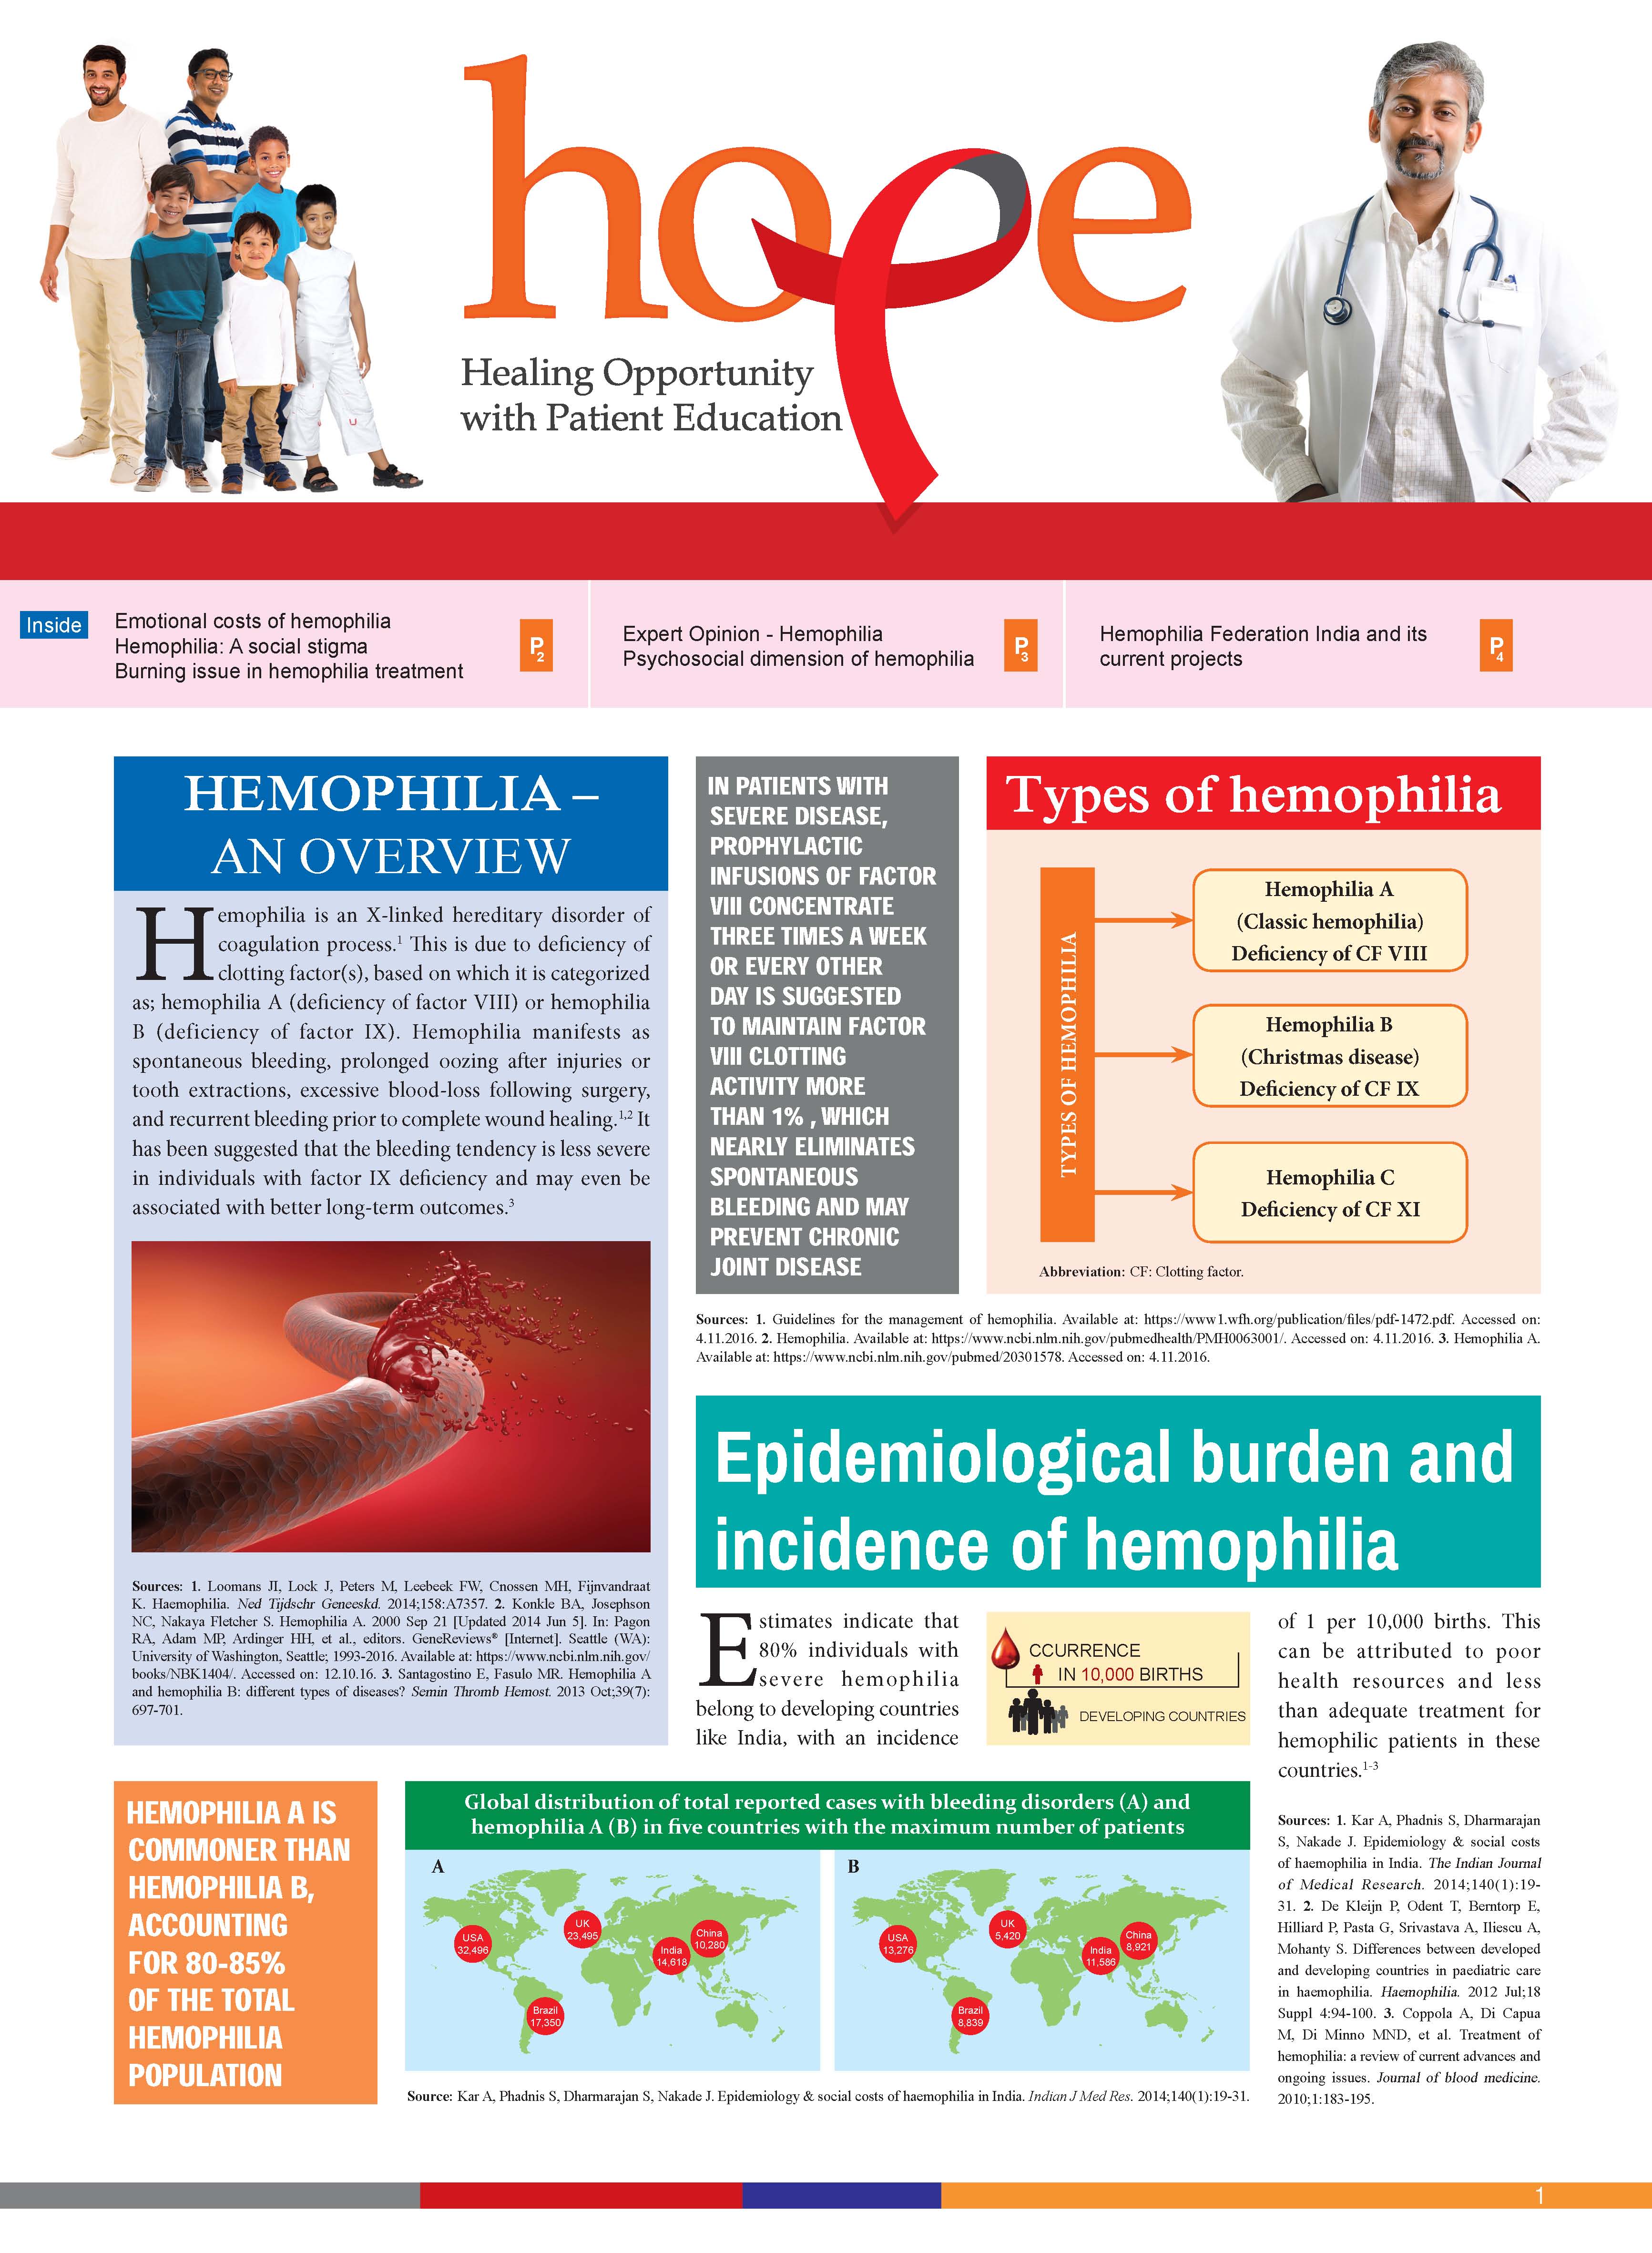 hope
Healing Opportunity
with Patient Education
Inside
Emotional costs of hemophilia
Hemophilia: A social stigma
Burning issue in hemophilia treatment
P2
Expert Opinion - Hemophilia
Psychosocial dimension of hemophilia
P3
Hemophilia Federation India and its
current projects
P4
HEMOPHILIA –
AN OVERVIEW
Hemophilia is an X-linked hereditary disorder of
coagulation process.1 This is due to deficiency of
clotting factor(s), based on which it is categorized
as; hemophilia A (deficiency of factor VIII) or hemophilia
B (deficiency of factor IX). Hemophilia manifests as
spontaneous bleeding, prolonged oozing after injuries or
tooth extractions, excessive blood-loss following surgery,
and recurrent bleeding prior to complete wound healing.1,2 It
has been suggested that the bleeding tendency is less severe
in individuals with factor IX deficiency and may even be
associated with better long-term outcomes.3
Sources: 1. Loomans JI, Lock J, Peters M, Leebeek FW, Cnossen MH, Fijnvandraat
K. Haemophilia. Ned Tijdschr Geneeskd. 2014;158:A7357. 2. Konkle BA, Josephson
NC, Nakaya Fletcher S. Hemophilia A. 2000 Sep 21 [Updated 2014 Jun 5]. In: Pagon
RA, Adam MP, Ardinger HH, et al., editors. GeneReviews® [Internet]. Seattle (WA):
University of Washington, Seattle; 1993-2016. Available at: https://www.ncbi.nlm.nih.gov/
books/NBK1404/. Accessed on: 12.10.16. 3. Santagostino E, Fasulo MR. Hemophilia A
and hemophilia B: different types of diseases? Semin Thromb Hemost. 2013 Oct;39(7):
697-701.
IN PATIENTS WITH
SEVERE DISEASE,
PROPHYLACTIC
INFUSIONS OF FACTOR
VIII CONCENTRATE
THREE TIMES A WEEK
OR EVERY OTHER
DAY IS SUGGESTED
TO MAINTAIN FACTOR
VIII CLOTTING
ACTIVITY MORE
THAN 1% , WHICH
NEARLY ELIMINATES
SPONTANEOUS
BLEEDING AND MAY
PREVENT CHRONIC
JOINT DISEASE
Types of hemophilia
TYPES OF HEMOPHILIA
Hemophilia A
(Classic hemophilia)
Deficiency of CF VIII
Hemophilia B
(Christmas disease)
Deficiency of CF IX
Hemophilia C
Deficiency of CF XI
Abbreviation: CF: Clotting factor.
Sources: 1. Guidelines for the management of hemophilia. Available at: https://www1.wfh.org/publication/files/pdf-1472.pdf. Accessed on:
4.11.2016. 2. Hemophilia. Available at: https://www.ncbi.nlm.nih.gov/pubmedhealth/PMH0063001/. Accessed on: 4.11.2016. 3. Hemophilia A.
Available at: https://www.ncbi.nlm.nih.gov/pubmed/20301578. Accessed on: 4.11.2016.
Epidemiological burden and
incidence of hemophilia
Estimates indicate that
80% individuals with
severe hemophilia
belong to developing countries
like India, with an incidence
CCURRENCE
IN 10,000 BIRTHS
DEVELOPING COUNTRIES
of 1 per 10,000 births. This
can be attributed to poor
health resources and less
than adequate treatment for
hemophilic patients in these
countries.1-3
Sources: 1. Kar A, Phadnis S, Dharmarajan
S, Nakade J. Epidemiology & social costs
of haemophilia in India. The Indian Journal
of Medical Research. 2014;140(1):19-
31. 2. De Kleijn P, Odent T, Berntorp E,
Hilliard P, Pasta G, Srivastava A, Iliescu A,
Mohanty S. Differences between developed
and developing countries in paediatric care
in haemophilia. Haemophilia. 2012 Jul;18
Suppl 4:94-100. 3. Coppola A, Di Capua
M, Di Minno MND, et al. Treatment of
hemophilia: a review of current advances and
ongoing issues. Journal of blood medicine.
2010;1:183-195.
HEMOPHILIA A IS
COMMONER THAN
HEMOPHILIA B,
ACCOUNTING
FOR 80-85%
OF THE TOTAL
HEMOPHILIA
POPULATION
Global distribution of total reported cases with bleeding disorders (A) and
hemophilia A (B) in five countries with the maximum number of patients
A
USA
32,496
UK
23,495
China
10,280
India
14,618
Brazil
17,350
B
USA
13,276
UK
5,420
China
8,921
India
11,586
Brazil
8,839
Source: Kar A, Phadnis S, Dharmarajan S, Nakade J. Epidemiology & social costs of haemophilia in India. Indian J Med Res. 2014;140(1):19-31.
1